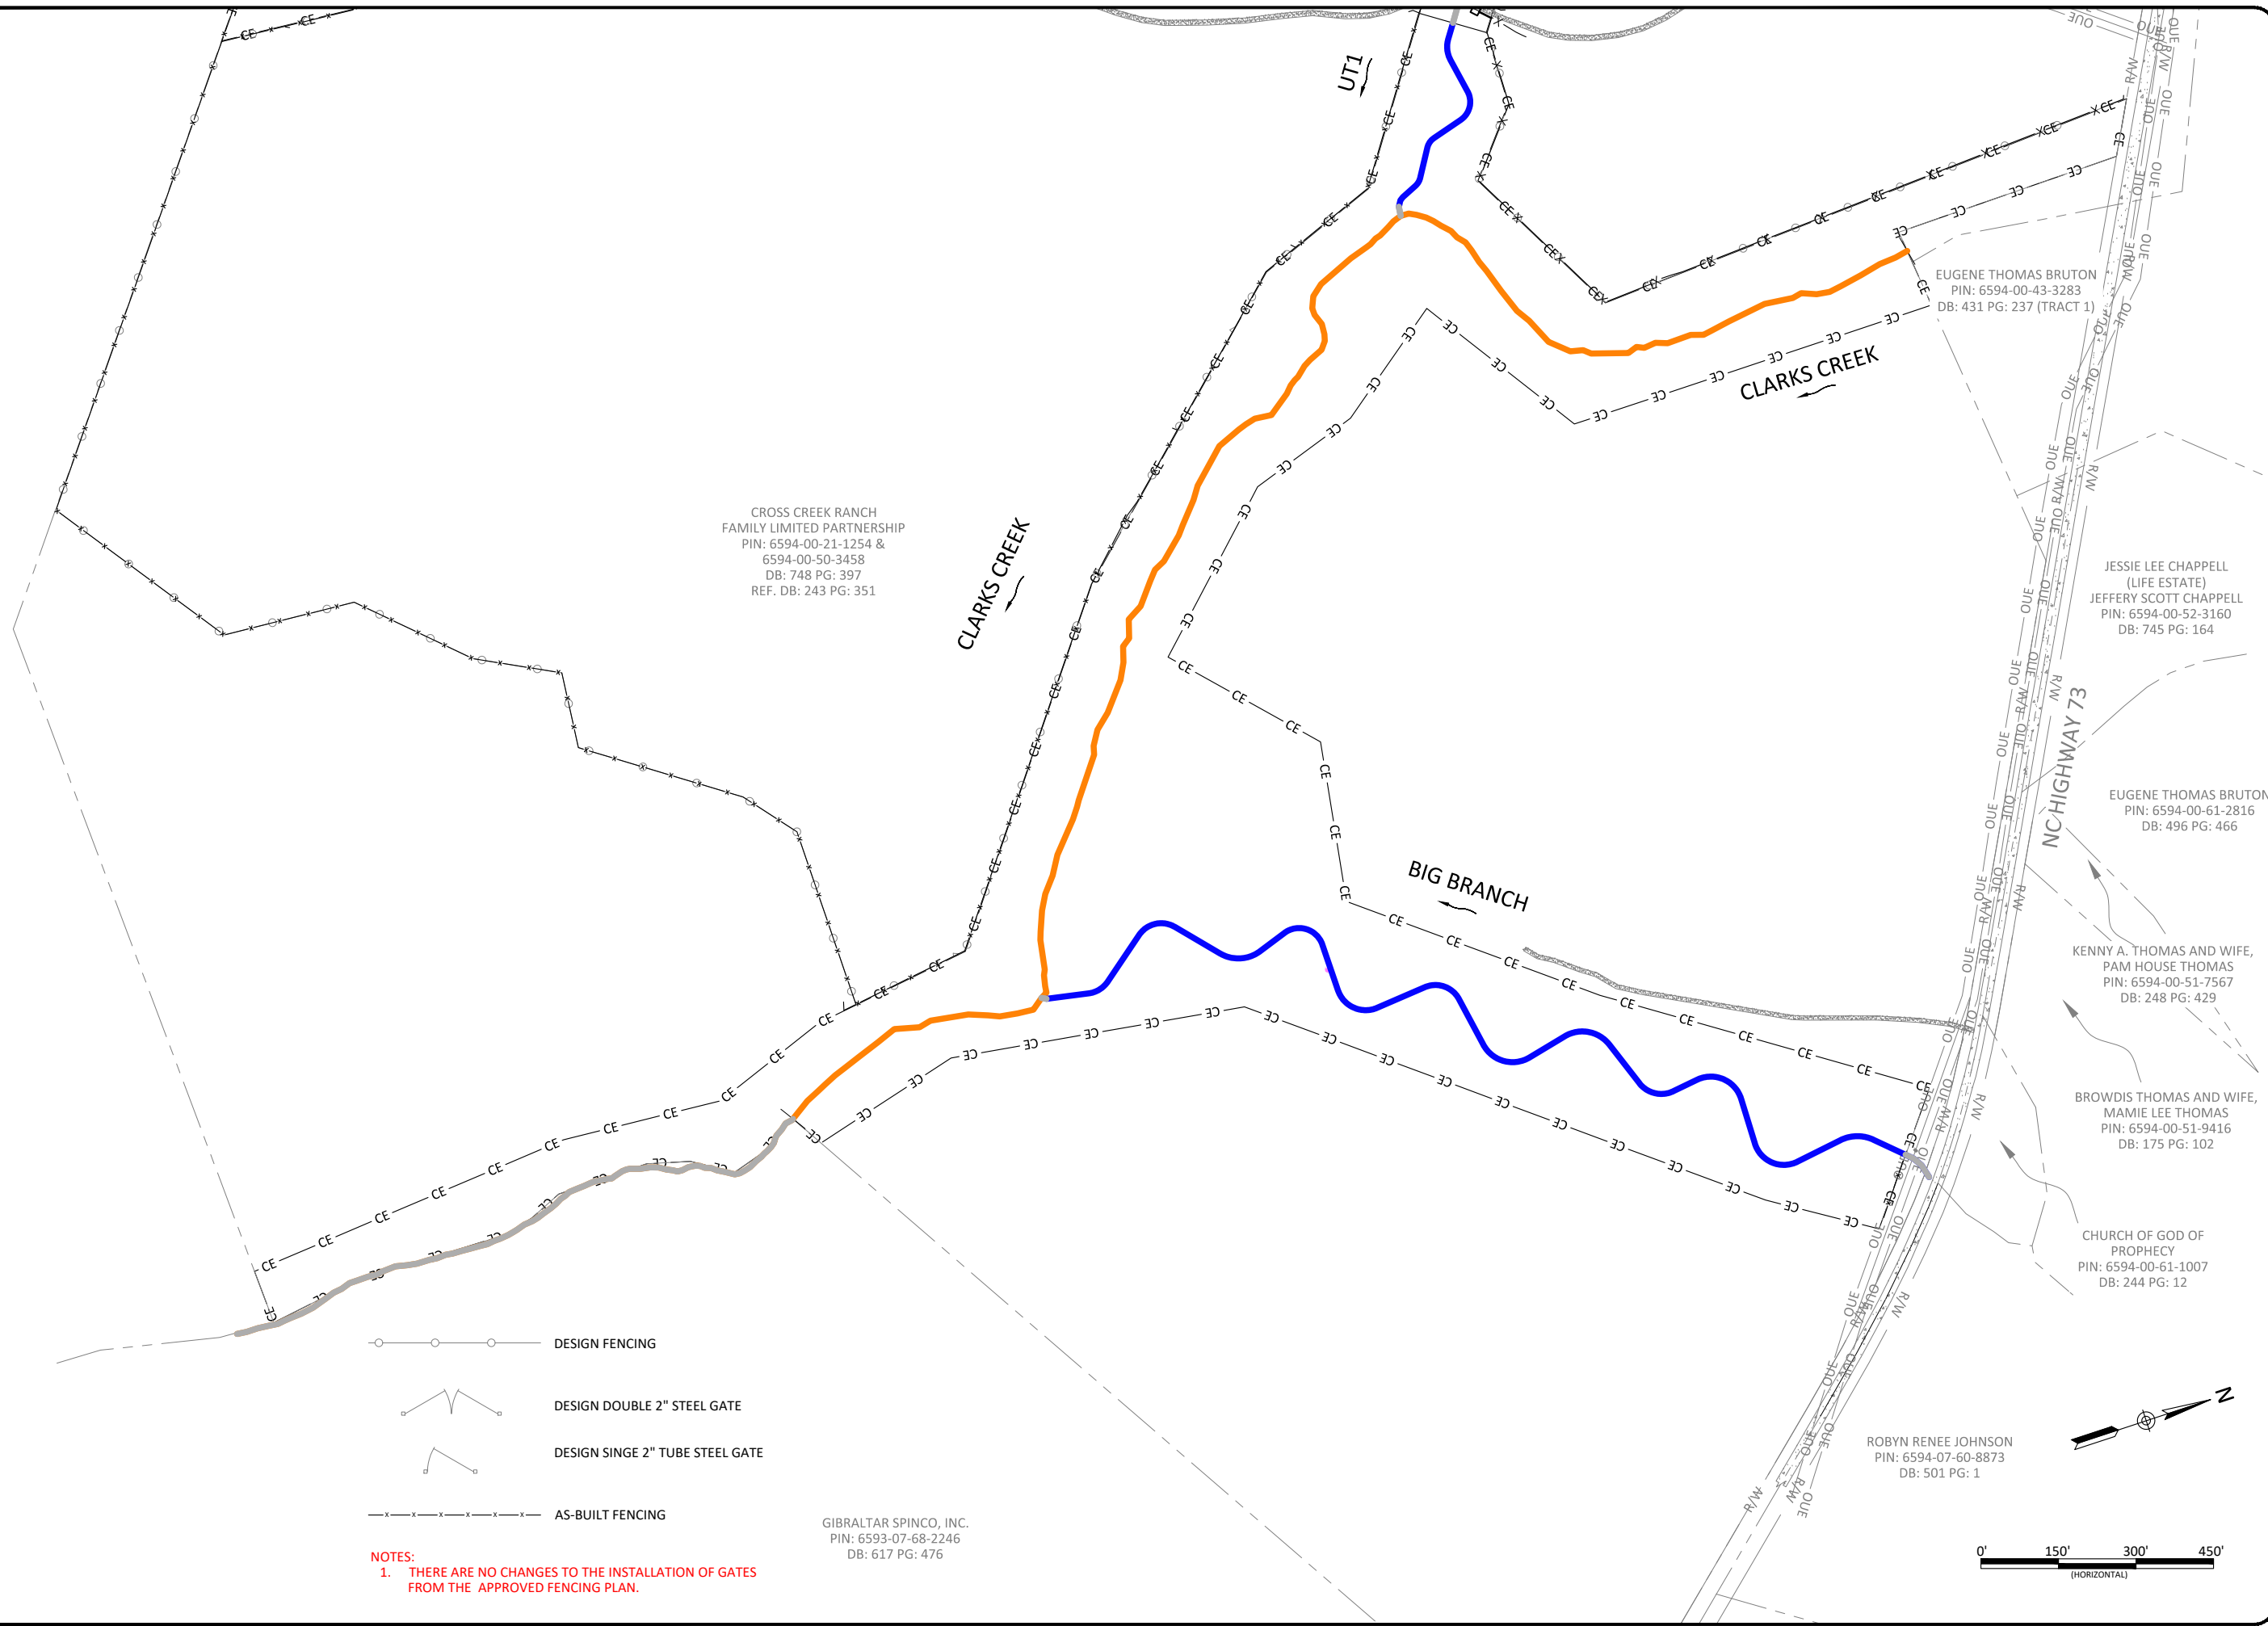 UT1
EUGENE THOMAS BRUTON
PIN: 6594-00-43-3283
DB: 431 PG: 237 (TRACT 1)
CLARKS CREEK
CROSS CREEK RANCH
FAMILY LIMITED PARTNERSHIP
PIN: 6594-00-21-1254 &
6594-00-50-3458
DB: 748 PG: 397
REF. DB: 243 PG: 351
CLARKS CREEK
JESSIE LEE CHAPPELL
(LIFE ESTATE)
JEFFERY SCOTT CHAPPELL
PIN: 6594-00-52-3160
DB: 745 PG: 164
NC HIGHWAY 73
EUGENE THOMAS BRUTON
PIN: 6594-00-61-2816
DB: 496 PG: 466
BIG BRANCH
KENNY A. THOMAS AND WIFE,
PAM HOUSE THOMAS
PIN: 6594-00-51-7567
DB: 248 PG: 429
BROWDIS THOMAS AND WIFE,
MAMIE LEE THOMAS
PIN: 6594-00-51-9416
DB: 175 PG: 102
CHURCH OF GOD OF
PROPHECY
PIN: 6594-00-61-1007
DB: 244 PG: 12
DESIGN FENCING
DESIGN DOUBLE 2" STEEL GATE
DESIGN SINGE 2" TUBE STEEL GATE
AS-BUILT FENCING
NOTES:
1. THERE ARE NO CHANGES TO THE INSTALLATION OF GATES
FROM THE APPROVED FENCING PLAN.
GIBRALTAR SPINCO, INC.
PIN: 6593-07-68-2246
DB: 617 PG: 476
ROBYN RENEE JOHNSON
PIN: 6594-07-60-8873
DB: 501 PG: 1
N
0' 150' 300' 450'
(HORIZONTAL)
CE
OUE
R/W